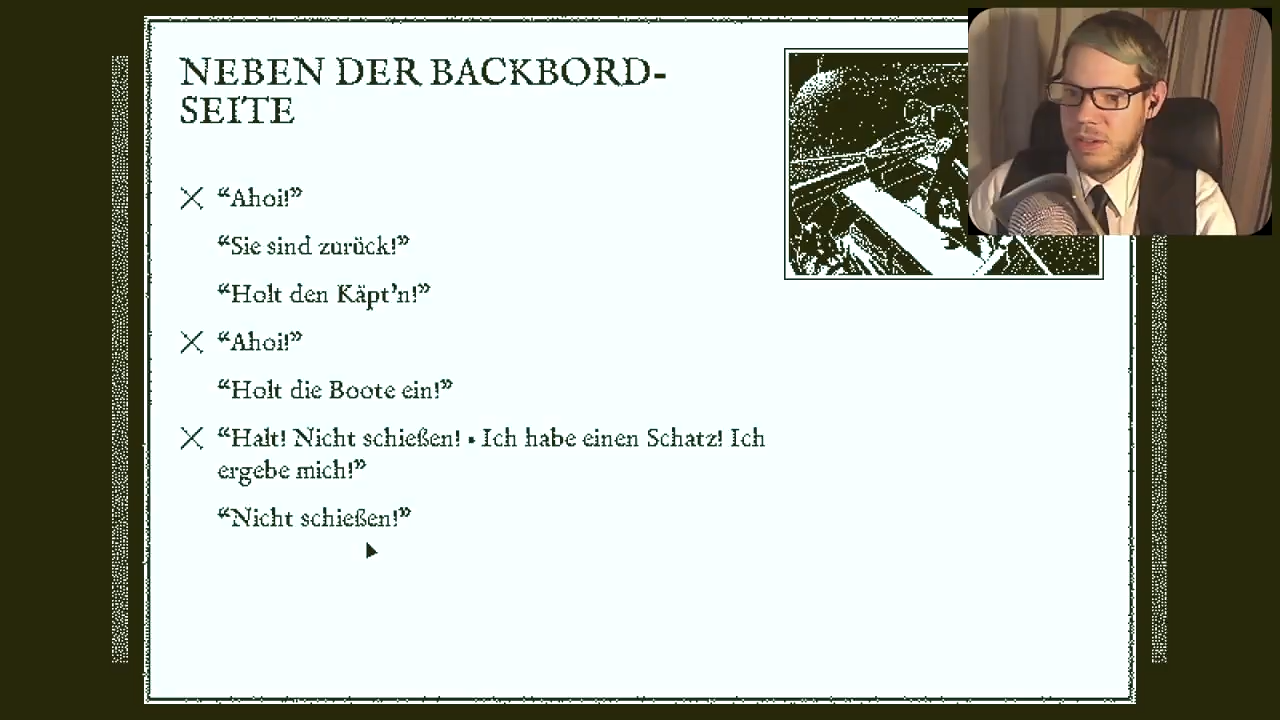 NEBEN DER BACKBORD-
SEITE
“Ahoi!”
“Sie sind zurück!”
“Holt den Käpt’n!”
“Ahoi!”
“Holt die Boote ein!”
“Halt! Nicht schießen! • Ich habe einen Schatz! Ich
ergebe mich!”
“Nicht schießen!”